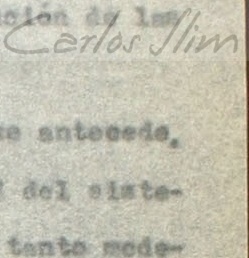 ción de las
Carlos Slim
e antecede,
del siste-
tanto mode-